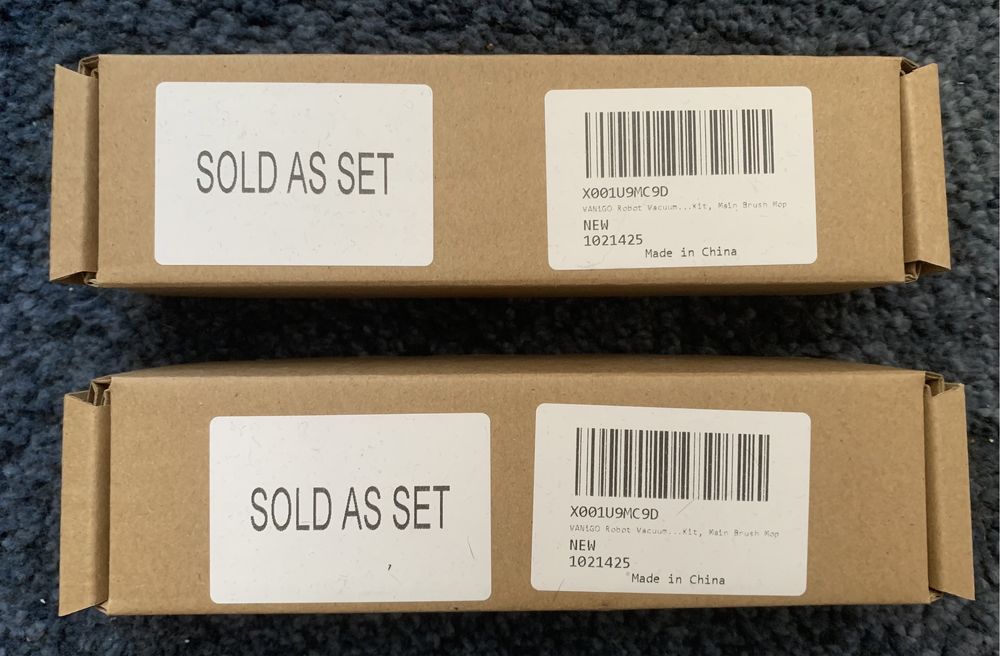 SOLD AS SET
X001U9MC9D
VANiGO Robot Vacuum...Kit, Main Brush Mop
NEW
1021425
Made in China
SOLD AS SET
X001U9MC9D
VANiGO Robot Vacuum...Kit, Main Brush Mop
NEW
1021425
Made in China